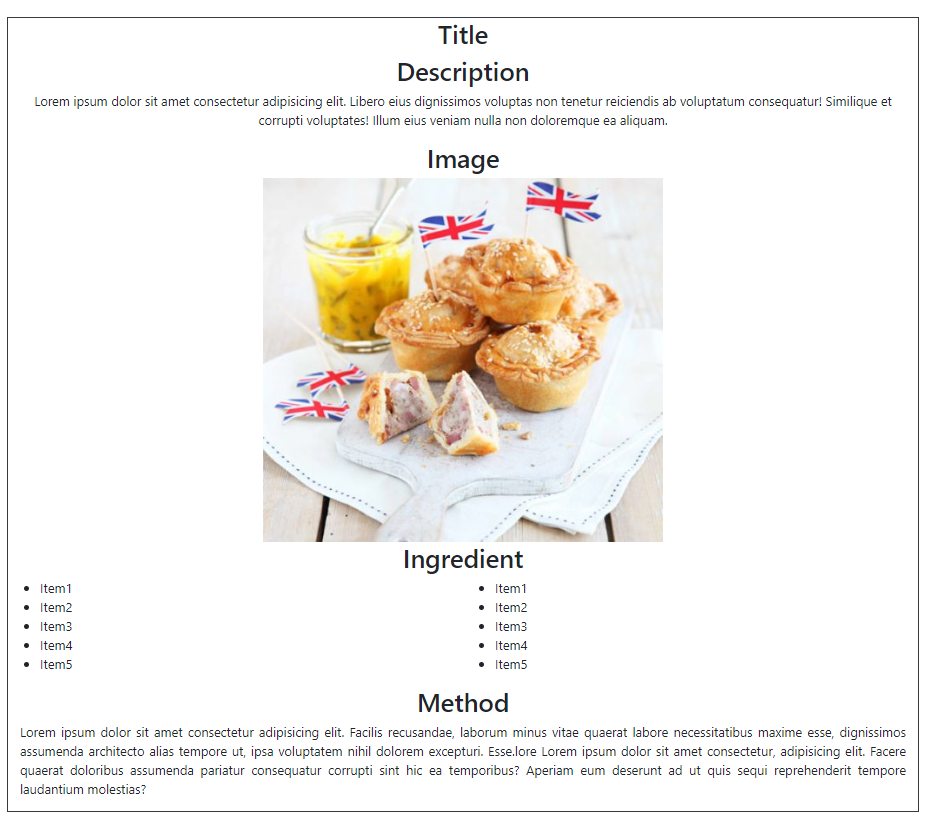 Title
Description
Lorem ipsum dolor sit amet consectetur adipisicing elit. Libero eius dignissimos voluptas non tenetur reiciendis ab voluptatum consequatur! Similique et
corrupti voluptates! Illum eius veniam nulla non doloremque ea aliquam.
Image
Ingredient
• Item1
• Item2
• Item3
• Item4
• Item5
• Item1
• Item2
• Item3
• Item4
• Item5
Method
Lorem ipsum dolor sit amet consectetur adipisicing elit. Facilis recusandae, laborum minus vitae quaerat labore necessitatibus maxime esse, dignissimos
assumenda architecto alias tempore ut, ipsa voluptatem nihil dolorem excepturi. Esse.lore Lorem ipsum dolor sit amet consectetur, adipisicing elit. Facere
quaerat doloribus assumenda pariatur consequatur corrupti sint hic ea temporibus? Aperiam eum deserunt ad ut quis sequi reprehenderit tempore
laudantium molestias?